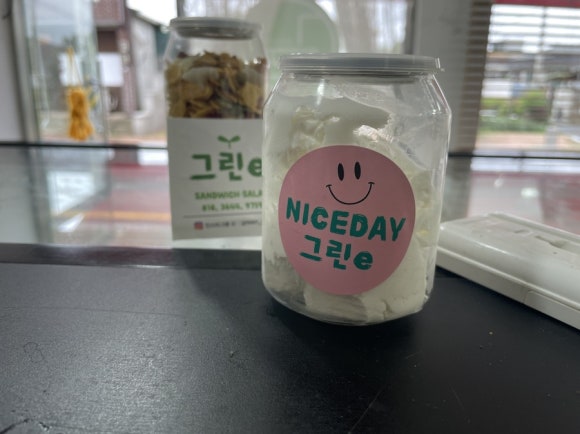 그린e
SANDWICH SALA
NICEDAY
그린e